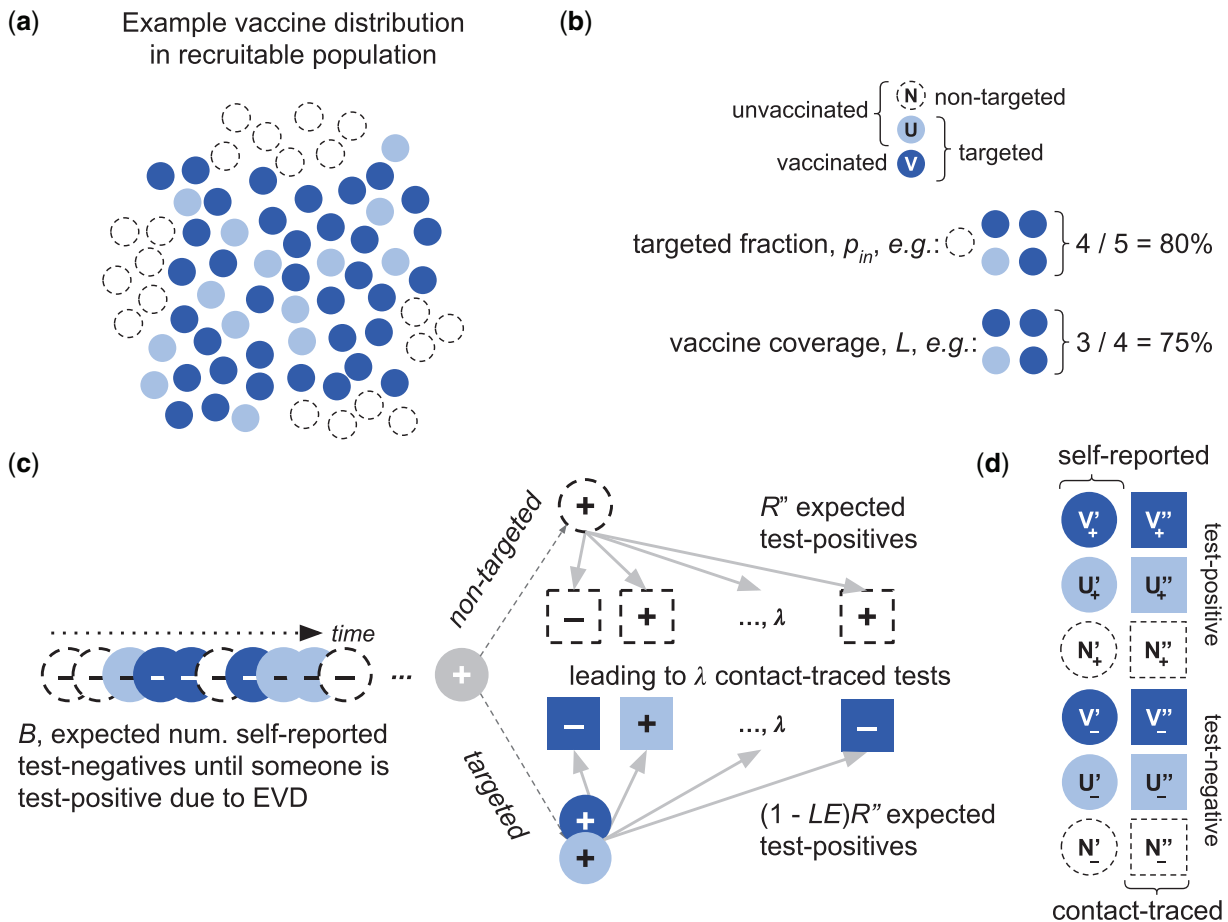 (a)
Example vaccine distribution
in recruitable population
(b)
N non-targeted
unvaccinated
U
targeted
vaccinated V
targeted fraction, p_in, e.g.: 4 / 5 = 80%
vaccine coverage, L, e.g.: 3 / 4 = 75%
(c)
time
− − − − − − − − − − ... +
B, expected num. self-reported
test-negatives until someone is
test-positive due to EVD
non-targeted
targeted
+
R” expected
test-positives
− + ..., λ +
leading to λ contact-traced tests
− + ..., λ −
+
+
(1 - LE)R” expected
test-positives
(d)
self-reported
V'+ V''+
U'+ U''+
N'+ N''+
test-positive
V'− V''−
U'− U''−
N'− N''−
test-negative
contact-traced